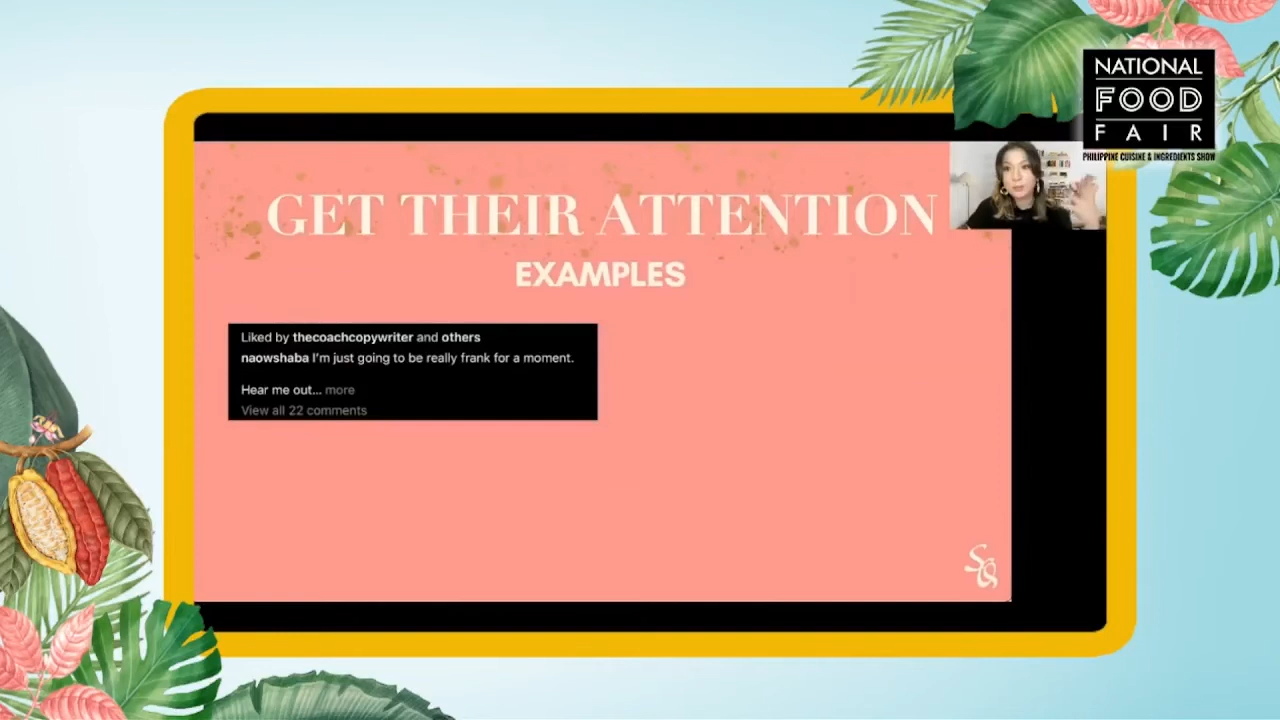 NATIONAL
FOOD
FAIR
PHILIPPINE CUISINE & INGREDIENTS SHOW
GET THEIR ATTENTION
EXAMPLES
Liked by thecoachcopywriter and others
naowshaba I'm just going to be really frank for a moment.
Hear me out... more
View all 22 comments
SQ